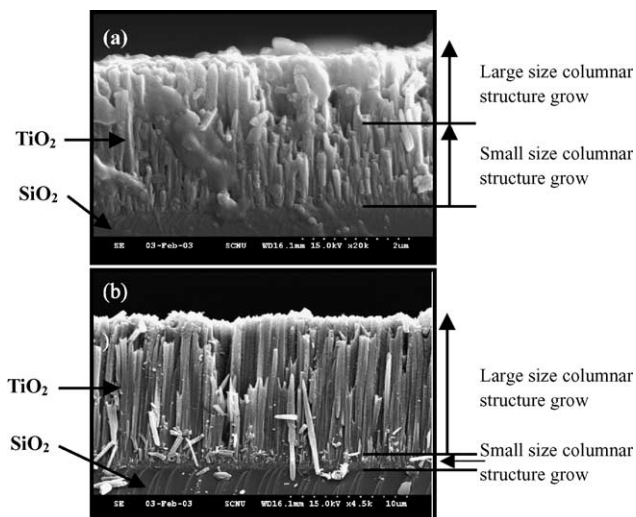 (a)
Large size columnar
structure grow
TiO₂
Small size columnar
structure grow
SiO₂
SE 03-Feb-03 SCNU WD16.1mm 15.0kV x20k 2um
(b)
Large size columnar
structure grow
TiO₂
SiO₂
Small size columnar
structure grow
SE 03-Feb-03 SCNU WD16.1mm 15.0kV x4.5k 10um